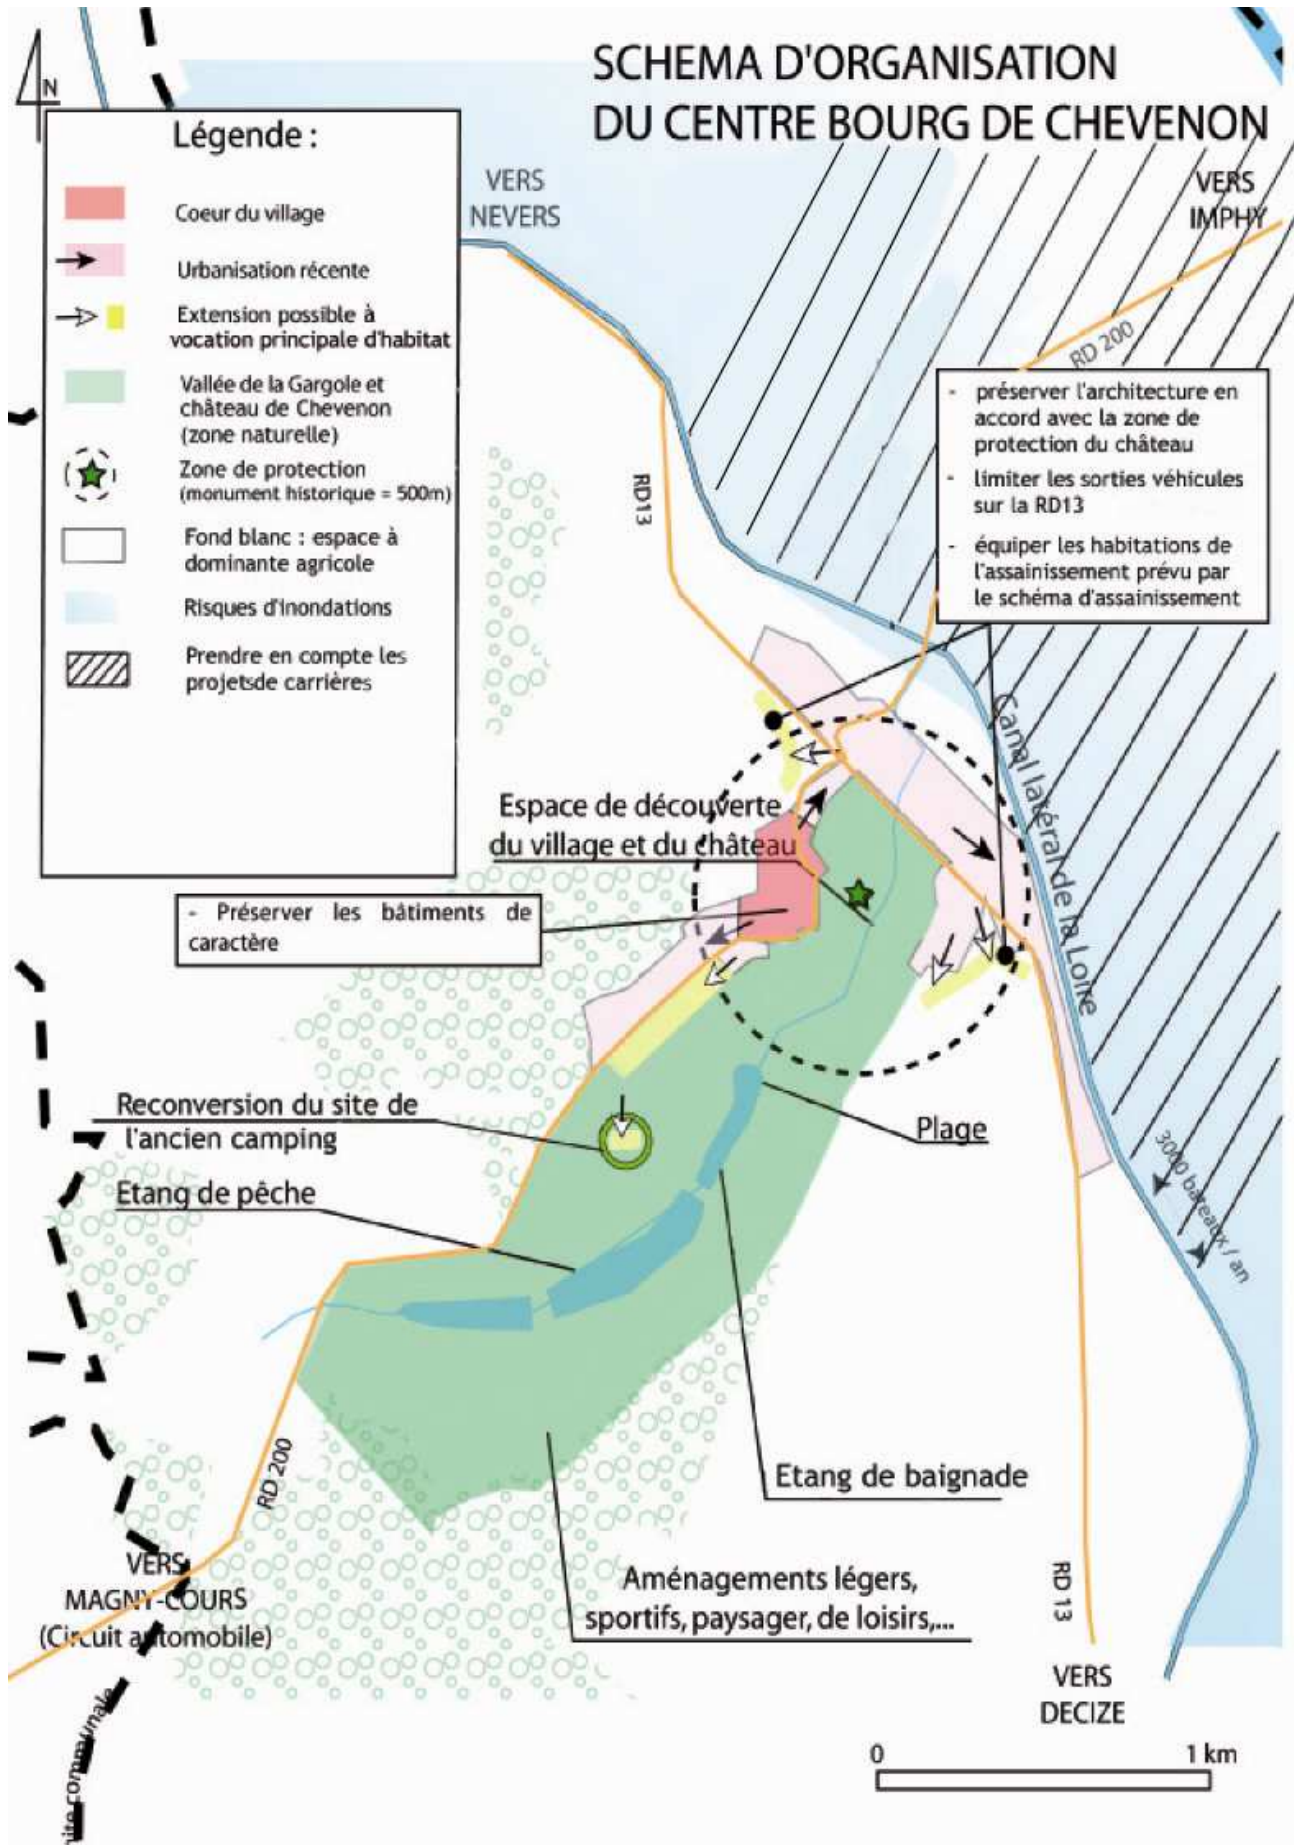 SCHEMA D'ORGANISATION
DU CENTRE BOURG DE CHEVENON
N
Légende :
Coeur du village
Urbanisation récente
Extension possible à
vocation principale d'habitat
Vallée de la Gargole et
château de Chevenon
(zone naturelle)
Zone de protection
(monument historique = 500m)
Fond blanc : espace à
dominante agricole
Risques d'inondations
Prendre en compte les
projetsde carrières
VERS
NEVERS
VERS
IMPHY
RD 200
- préserver l'architecture en
accord avec la zone de
protection du château
- limiter les sorties véhicules
sur la RD13
- équiper les habitations de
l'assainissement prévu par
le schéma d'assainissement
RD13
Canal latéral de la Loire
Espace de découverte
du village et du château
- Préserver les bâtiments de
caractère
Reconversion du site de
l'ancien camping
Plage
3000 bateaux / an
Etang de pêche
Etang de baignade
RD 200
VERS
MAGNY-COURS
(Circuit automobile)
Aménagements légers,
sportifs, paysager, de loisirs,...
RD 13
VERS
DECIZE
ite communale
0 1 km